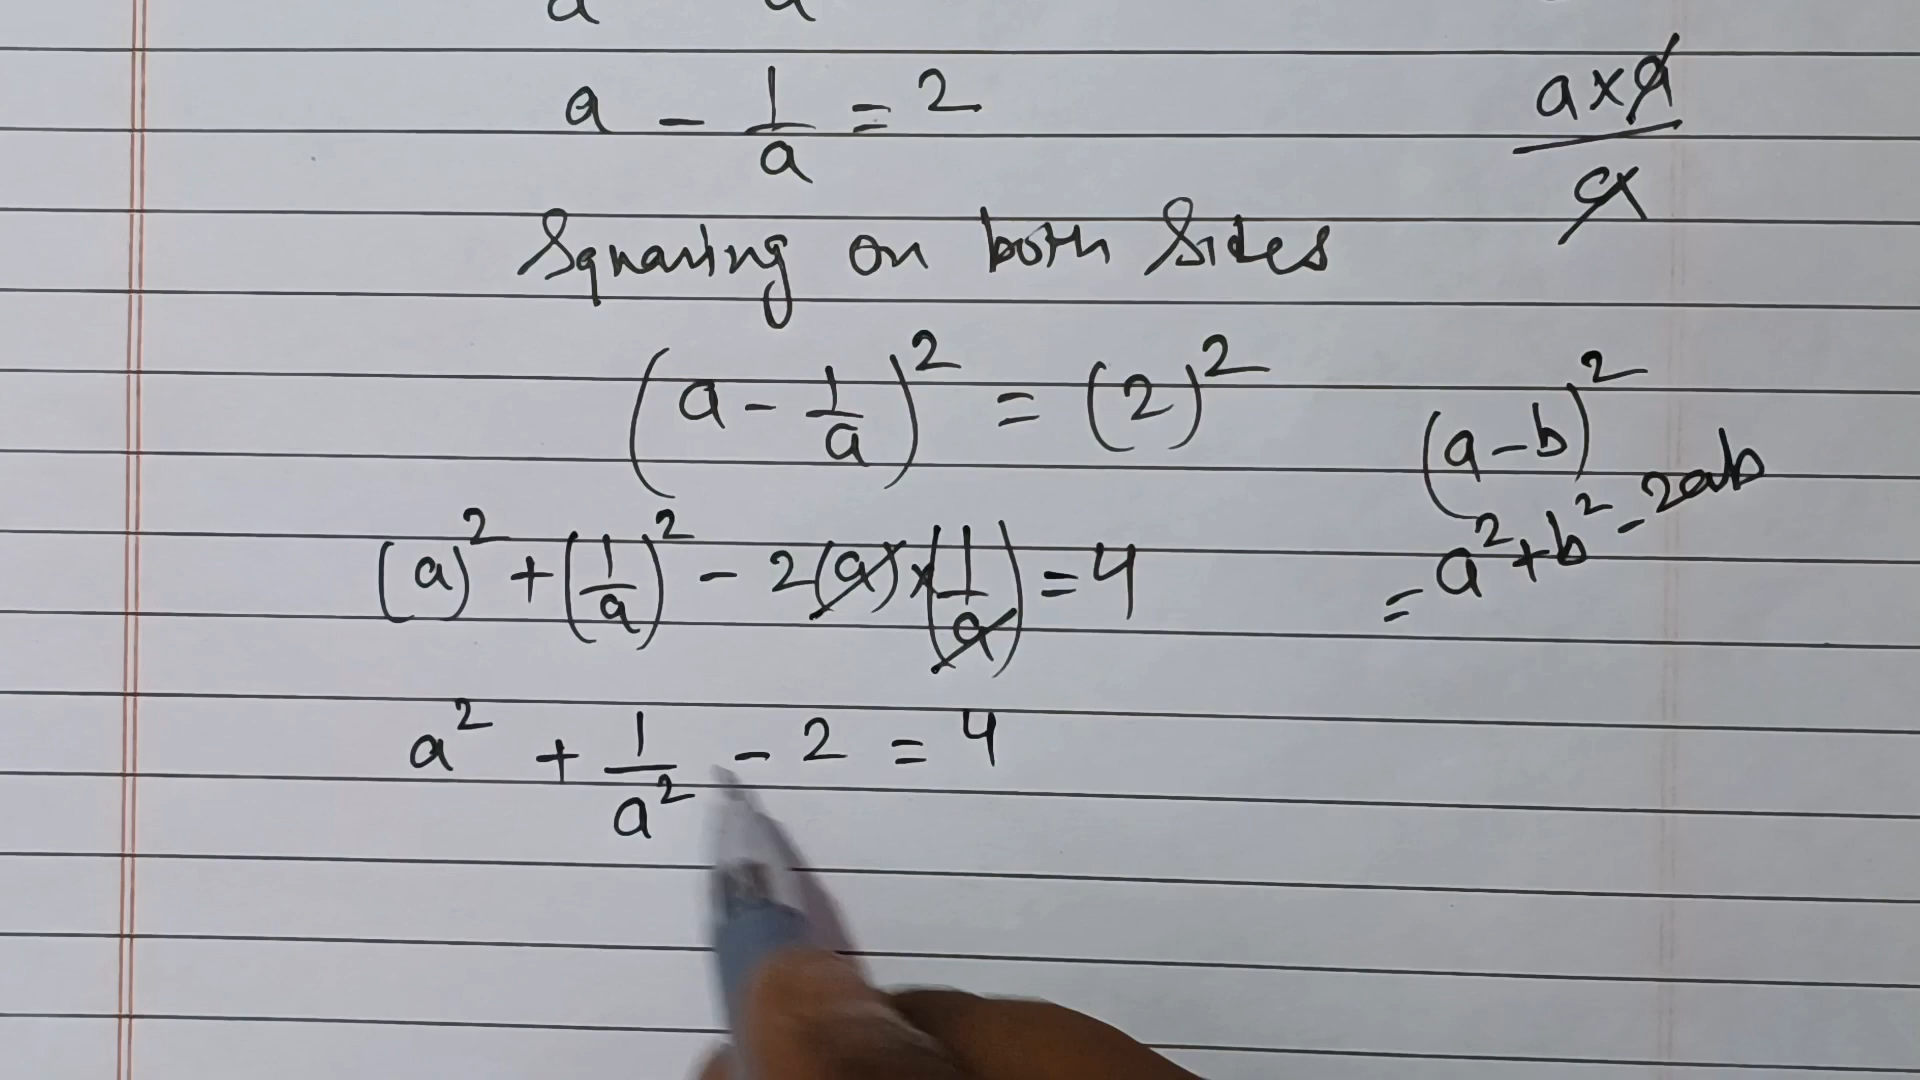 a - 1/a = 2
a × a / a
Squaring on both Sides
(a - 1/a)² = (2)²
(a - b)²
= a² + b² - 2ab
(a)² + (1/a)² - 2(a) × (1/a) = 4
a² + 1/a² - 2 = 4